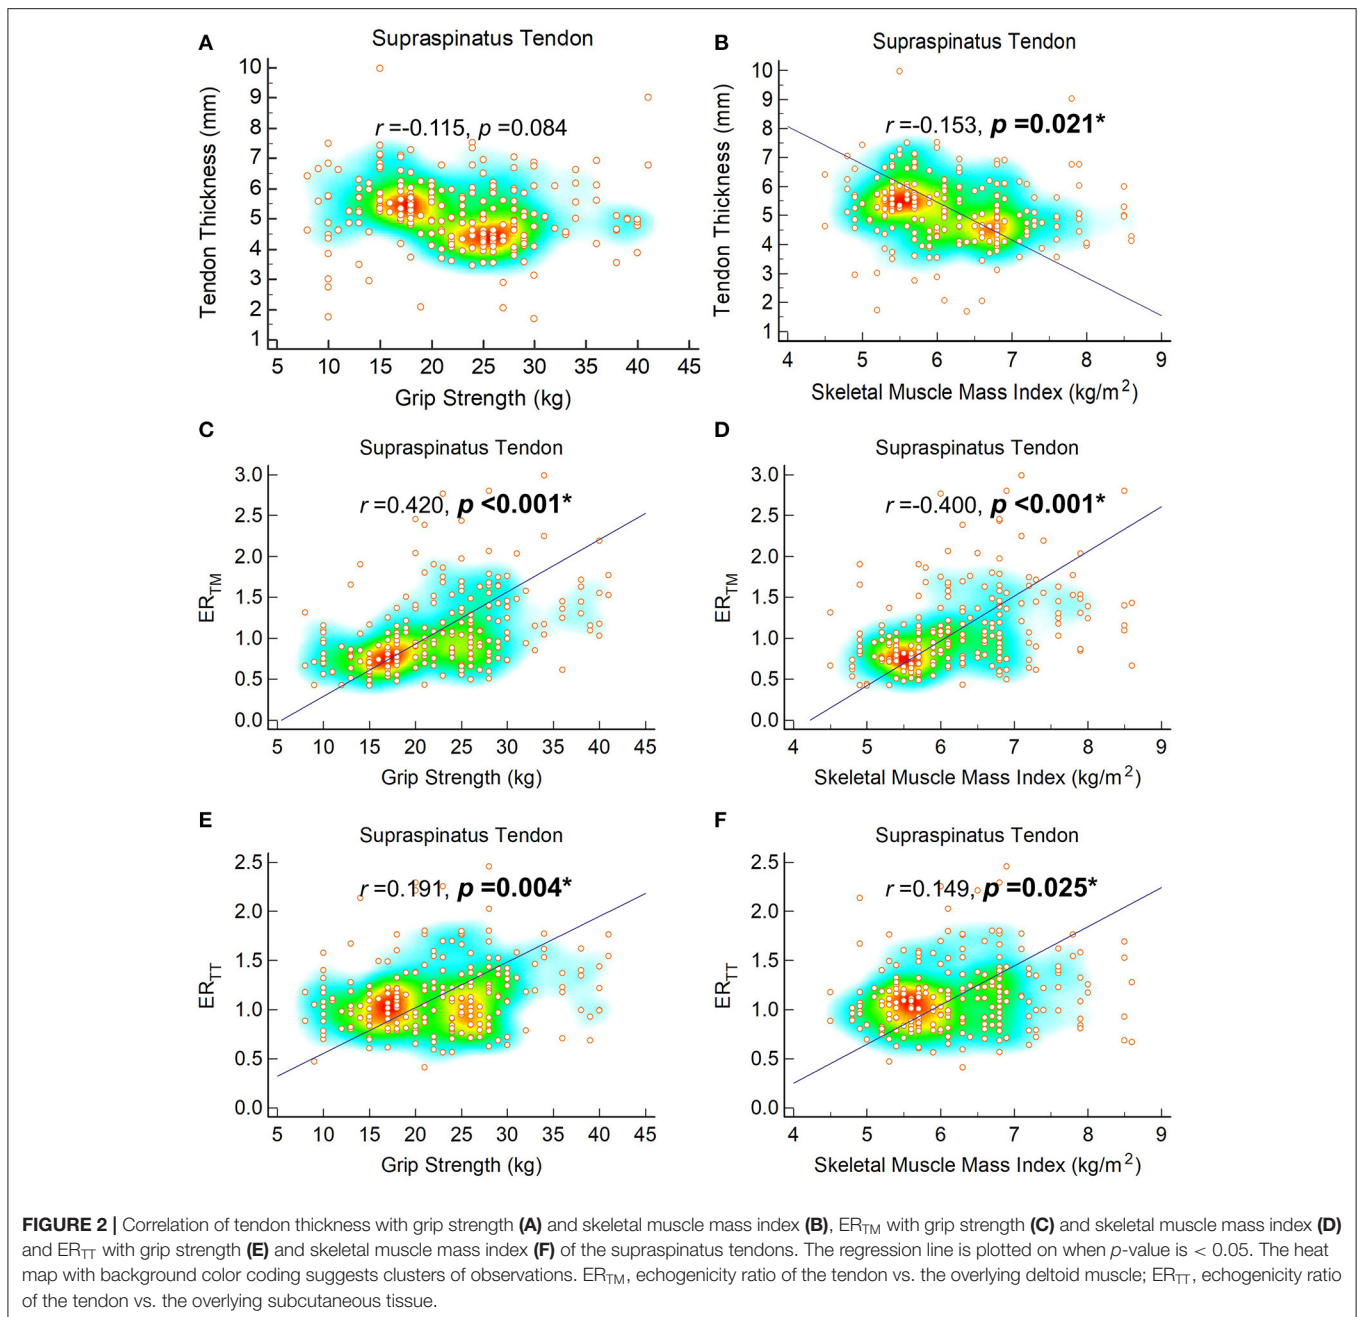 A
Supraspinatus Tendon
r=-0.115, p=0.084
Tendon Thickness (mm)
10
9
8
7
6
5
4
3
2
1
5 10 15 20 25 30 35 40 45
Grip Strength (kg)
B
Supraspinatus Tendon
r=-0.153, p=0.021*
Tendon Thickness (mm)
10
9
8
7
6
5
4
3
2
1
4 5 6 7 8 9
Skeletal Muscle Mass Index (kg/m²)
C
Supraspinatus Tendon
r=0.420, p<0.001*
ER_TM
3.0
2.5
2.0
1.5
1.0
0.5
0.0
5 10 15 20 25 30 35 40 45
Grip Strength (kg)
D
Supraspinatus Tendon
r=-0.400, p<0.001*
ER_TM
3.0
2.5
2.0
1.5
1.0
0.5
0.0
4 5 6 7 8 9
Skeletal Muscle Mass Index (kg/m²)
E
Supraspinatus Tendon
r=0.191, p=0.004*
ER_TT
2.5
2.0
1.5
1.0
0.5
0.0
5 10 15 20 25 30 35 40 45
Grip Strength (kg)
F
Supraspinatus Tendon
r=0.149, p=0.025*
ER_TT
2.5
2.0
1.5
1.0
0.5
0.0
4 5 6 7 8 9
Skeletal Muscle Mass Index (kg/m²)
FIGURE 2 | Correlation of tendon thickness with grip strength (A) and skeletal muscle mass index (B), ER_TM with grip strength (C) and skeletal muscle mass index (D)
and ER_TT with grip strength (E) and skeletal muscle mass index (F) of the supraspinatus tendons. The regression line is plotted on when p-value is < 0.05. The heat
map with background color coding suggests clusters of observations. ER_TM, echogenicity ratio of the tendon vs. the overlying deltoid muscle; ER_TT, echogenicity ratio
of the tendon vs. the overlying subcutaneous tissue.